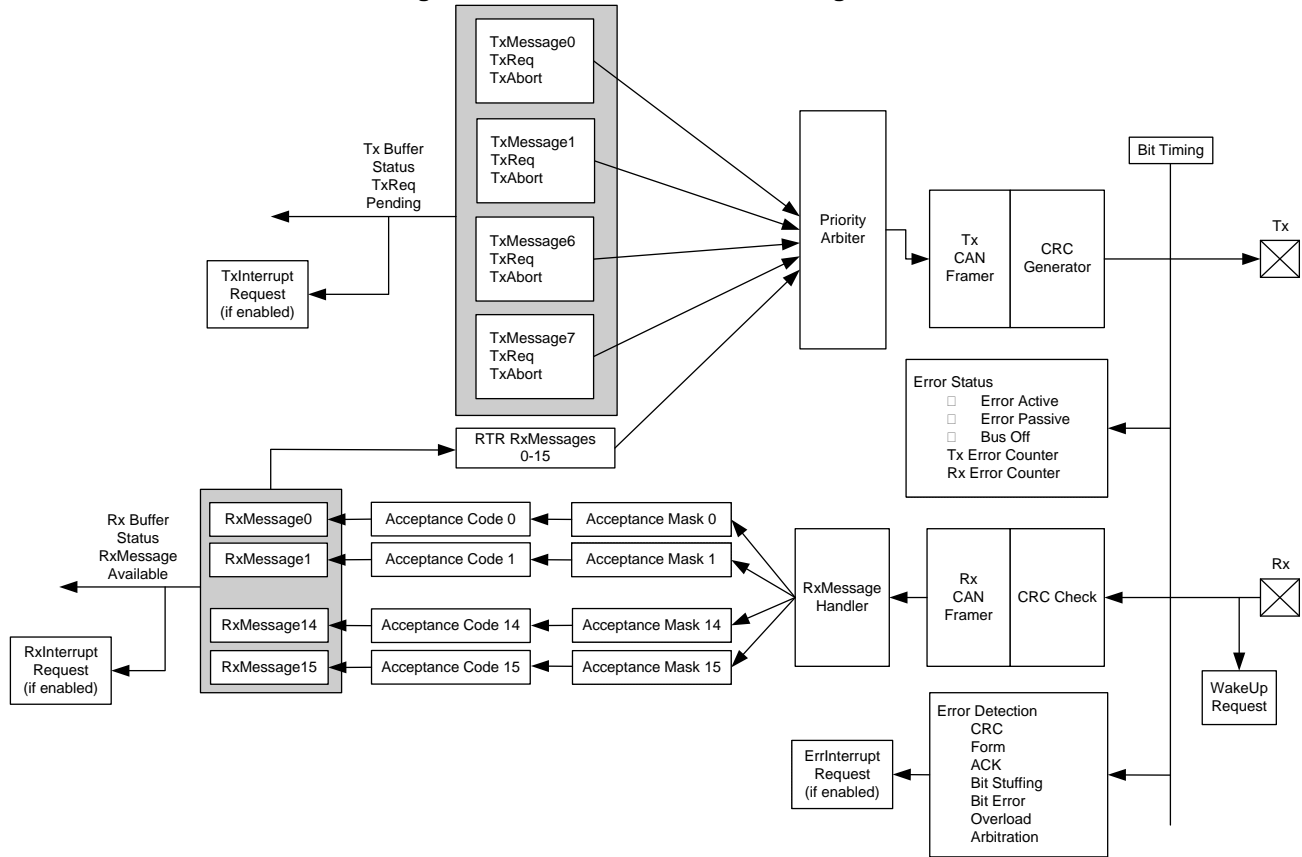 TxMessage0
TxReq
TxAbort
TxMessage1
TxReq
TxAbort
TxMessage6
TxReq
TxAbort
TxMessage7
TxReq
TxAbort
Tx Buffer
Status
TxReq
Pending
TxInterrupt
Request
(if enabled)
Priority
Arbiter
Tx
CAN
Framer
CRC
Generator
Bit Timing
Tx
Error Status
Error Active
Error Passive
Bus Off
Tx Error Counter
Rx Error Counter
RTR RxMessages
0-15
Rx Buffer
Status
RxMessage
Available
RxInterrupt
Request
(if enabled)
RxMessage0
Acceptance Code 0
Acceptance Mask 0
RxMessage1
Acceptance Code 1
Acceptance Mask 1
RxMessage14
Acceptance Code 14
Acceptance Mask 14
RxMessage15
Acceptance Code 15
Acceptance Mask 15
RxMessage
Handler
Rx
CAN
Framer
CRC Check
Rx
WakeUp
Request
ErrInterrupt
Request
(if enabled)
Error Detection
CRC
Form
ACK
Bit Stuffing
Bit Error
Overload
Arbitration